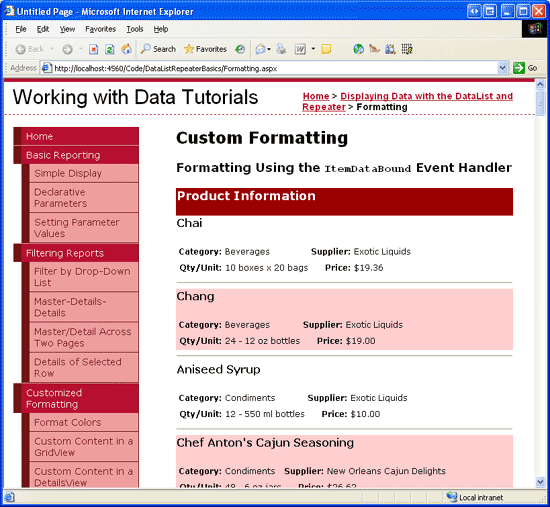 Untitled Page - Microsoft Internet Explorer
File Edit View Favorites Tools Help
Back Search Favorites
Address http://localhost:4560/Code/DataListRepeaterBasics/Formatting.aspx Go
Working with Data Tutorials
Home > Displaying Data with the DataList and
Repeater > Formatting
Home
Basic Reporting
Simple Display
Declarative
Parameters
Setting Parameter
Values
Filtering Reports
Filter by Drop-Down
List
Master-Details-
Details
Master/Detail Across
Two Pages
Details of Selected
Row
Customized
Formatting
Format Colors
Custom Content in a
GridView
Custom Content in a
DetailsView
Custom Formatting
Formatting Using the ItemDataBound Event Handler
Product Information
Chai
Category: Beverages Supplier: Exotic Liquids
Qty/Unit: 10 boxes x 20 bags Price: $19.36
Chang
Category: Beverages Supplier: Exotic Liquids
Qty/Unit: 24 - 12 oz bottles Price: $19.00
Aniseed Syrup
Category: Condiments Supplier: Exotic Liquids
Qty/Unit: 12 - 550 ml bottles Price: $10.00
Chef Anton's Cajun Seasoning
Category: Condiments Supplier: New Orleans Cajun Delights
Qty/Unit: 48 - 6 oz jars Price: $26.62
Local intranet